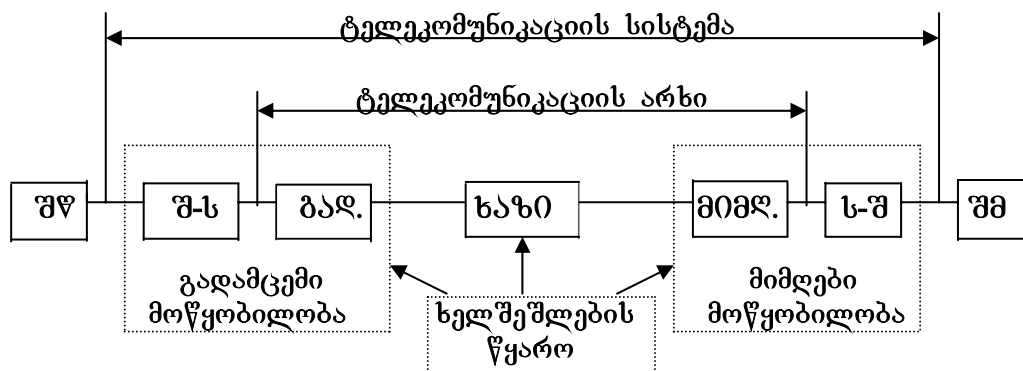 ტელეკომუნიკაციის სისტემა
ტელეკომუნიკაციის არხი
შწ
შ-ს
გად.
ხაზი
მიმღ.
ს-შ
შმ
გადამცემი
მოწყობილობა
მიმღები
მოწყობილობა
ხელშეშლების
წყარო